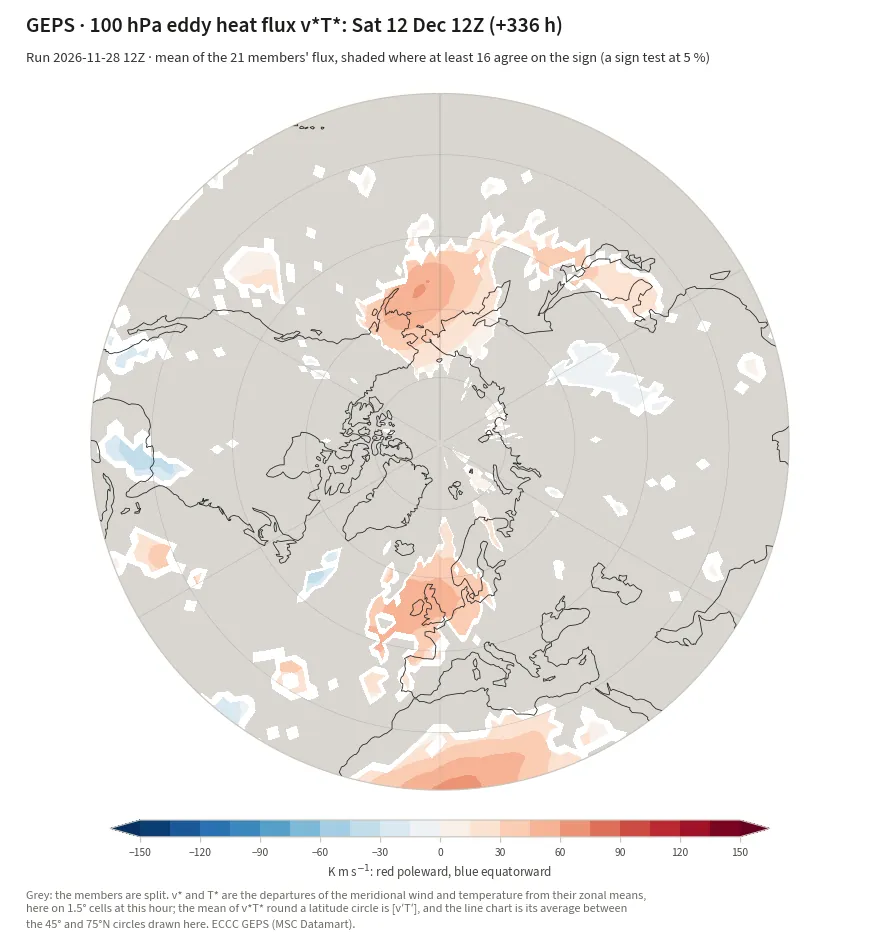 GEPS · 100 hPa eddy heat flux v*T*: Sat 12 Dec 12Z (+336 h)
Run 2026-11-28 12Z · mean of the 21 members' flux, shaded where at least 16 agree on the sign (a sign test at 5 %)
−150 −120 −90 −60 −30 0 30 60 90 120 150
K m s⁻¹: red poleward, blue equatorward
Grey: the members are split. v* and T* are the departures of the meridional wind and temperature from their zonal means,
here on 1.5° cells at this hour; the mean of v*T* round a latitude circle is [v'T'], and the line chart is its average between
the 45° and 75°N circles drawn here. ECCC GEPS (MSC Datamart).